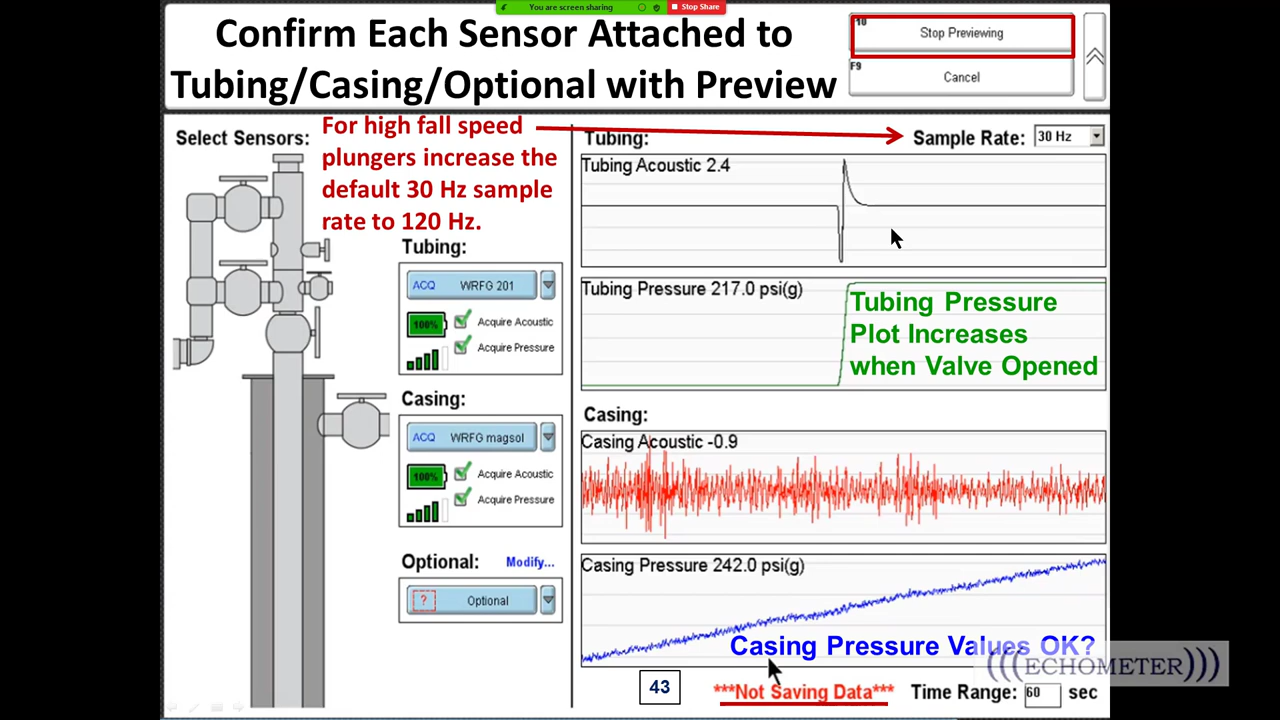 You are screen sharing
Stop Share
Confirm Each Sensor Attached to
Tubing/Casing/Optional with Preview
10
Stop Previewing
F9
Cancel
Select Sensors:
For high fall speed
plungers increase the
default 30 Hz sample
rate to 120 Hz.
Tubing:
ACQ WRFG 201
100%
Acquire Acoustic
Acquire Pressure
Casing:
ACQ WRFG magsol
100%
Acquire Acoustic
Acquire Pressure
Optional:
Modify...
? Optional
Tubing:
Sample Rate: 30 Hz
Tubing Acoustic 2.4
Tubing Pressure 217.0 psi(g)
Tubing Pressure
Plot Increases
when Valve Opened
Casing:
Casing Acoustic -0.9
Casing Pressure 242.0 psi(g)
Casing Pressure Values OK?
(((ECHOMETER)))
43
***Not Saving Data***
Time Range: 60 sec